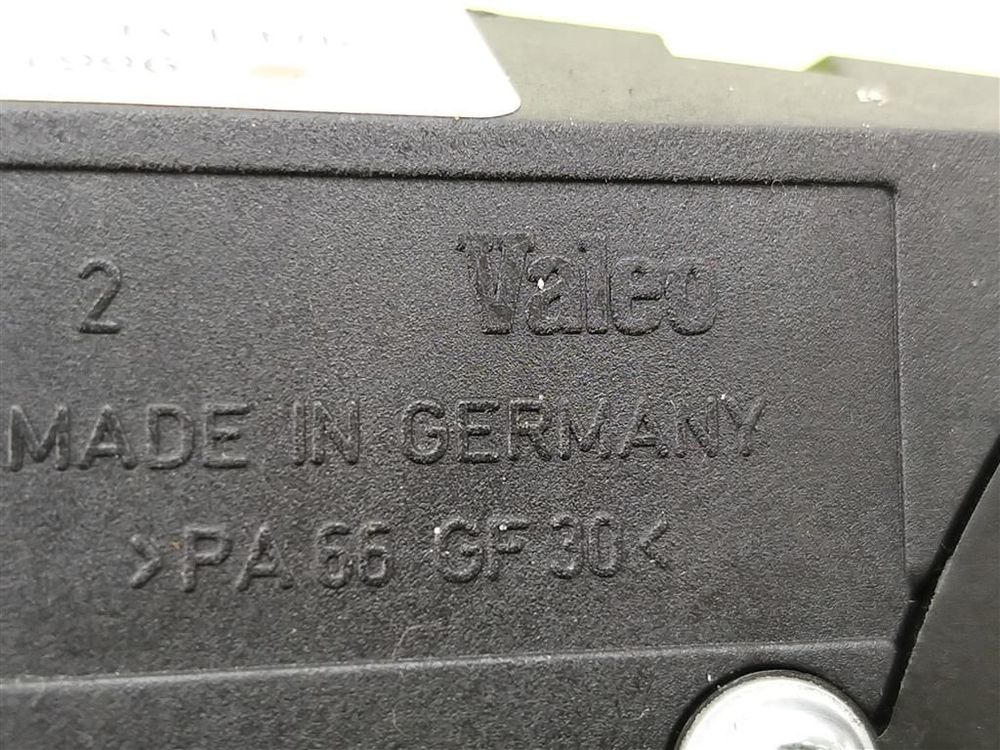 2 Valeo
MADE IN GERMANY
>PA 66 GF 30<